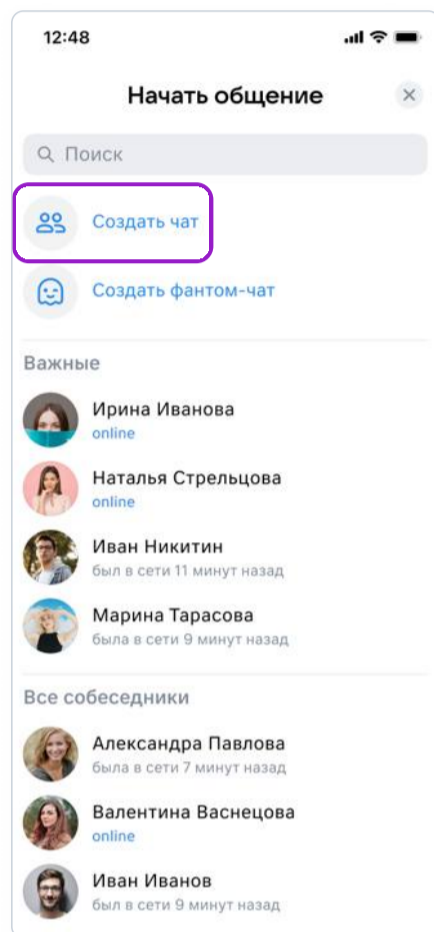 12:48
Начать общение
Поиск
Создать чат
Создать фантом-чат
Важные
Ирина Иванова
online
Наталья Стрельцова
online
Иван Никитин
был в сети 11 минут назад
Марина Тарасова
была в сети 9 минут назад
Все собеседники
Александра Павлова
была в сети 7 минут назад
Валентина Васнецова
online
Иван Иванов
был в сети 9 минут назад